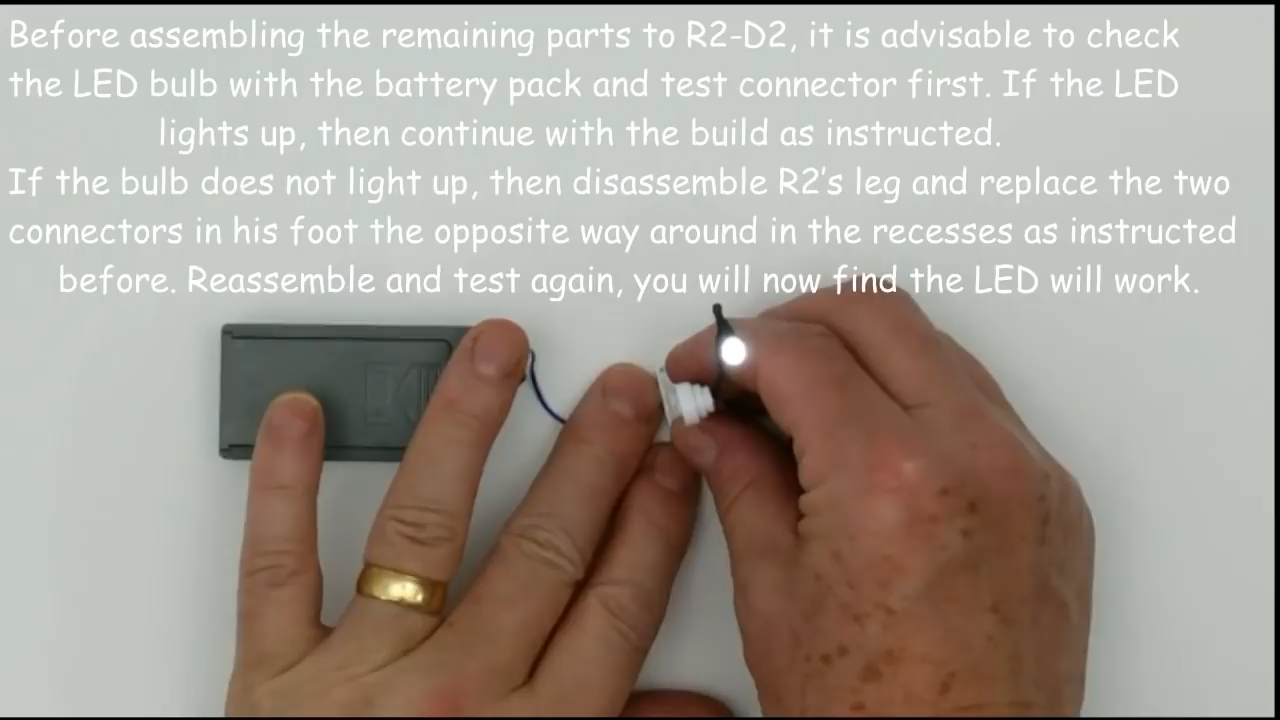 Before assembling the remaining parts to R2-D2, it is advisable to check
the LED bulb with the battery pack and test connector first. If the LED
lights up, then continue with the build as instructed.
If the bulb does not light up, then disassemble R2's leg and replace the two
connectors in his foot the opposite way around in the recesses as instructed
before. Reassemble and test again, you will now find the LED will work.